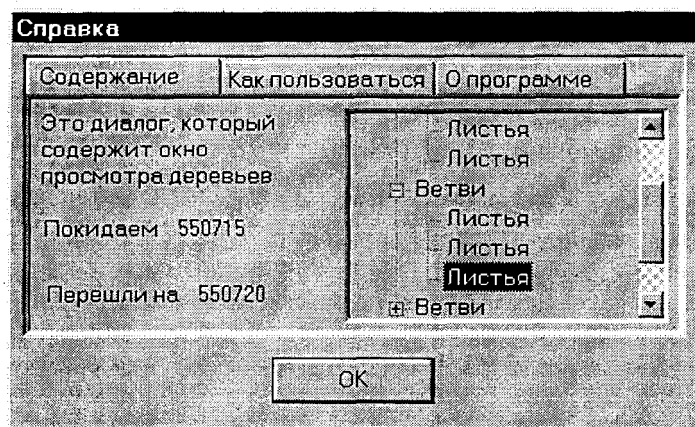 Справка
Содержание Как пользоваться О программе
Это диалог, который
содержит окно
просмотра деревьев
Покидаем 550715
Перешли на 550720
Листья
Листья
Ветви
Листья
Листья
Листья
Ветви
OK